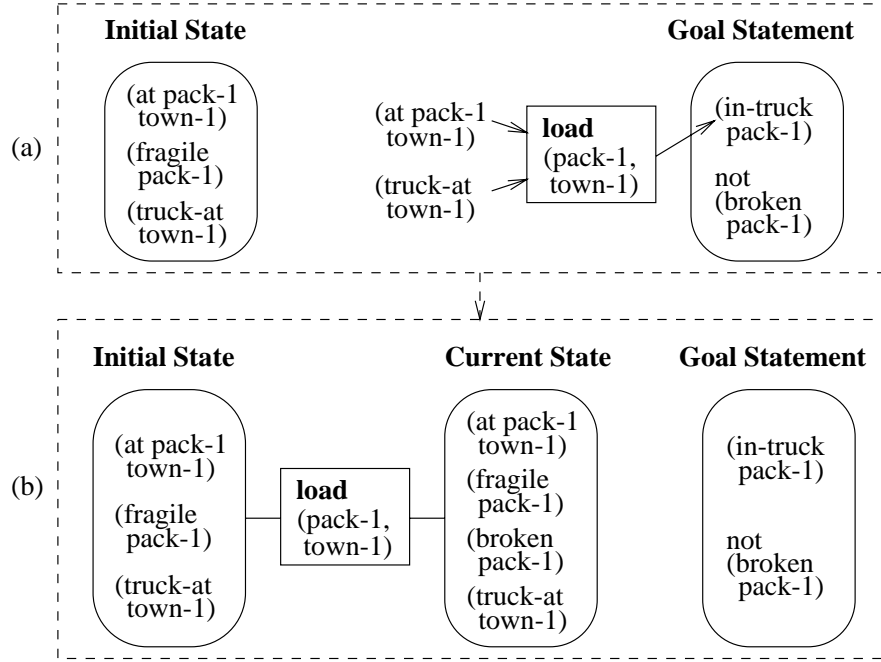 Initial State
Goal Statement
(a)
(at pack-1
town-1)
(fragile
pack-1)
(truck-at
town-1)
(at pack-1
town-1)
(truck-at
town-1)
load
(pack-1,
town-1)
(in-truck
pack-1)
not
(broken
pack-1)
Initial State
Current State
Goal Statement
(b)
(at pack-1
town-1)
(fragile
pack-1)
(truck-at
town-1)
load
(pack-1,
town-1)
(at pack-1
town-1)
(fragile
pack-1)
(broken
pack-1)
(truck-at
town-1)
(in-truck
pack-1)
not
(broken
pack-1)